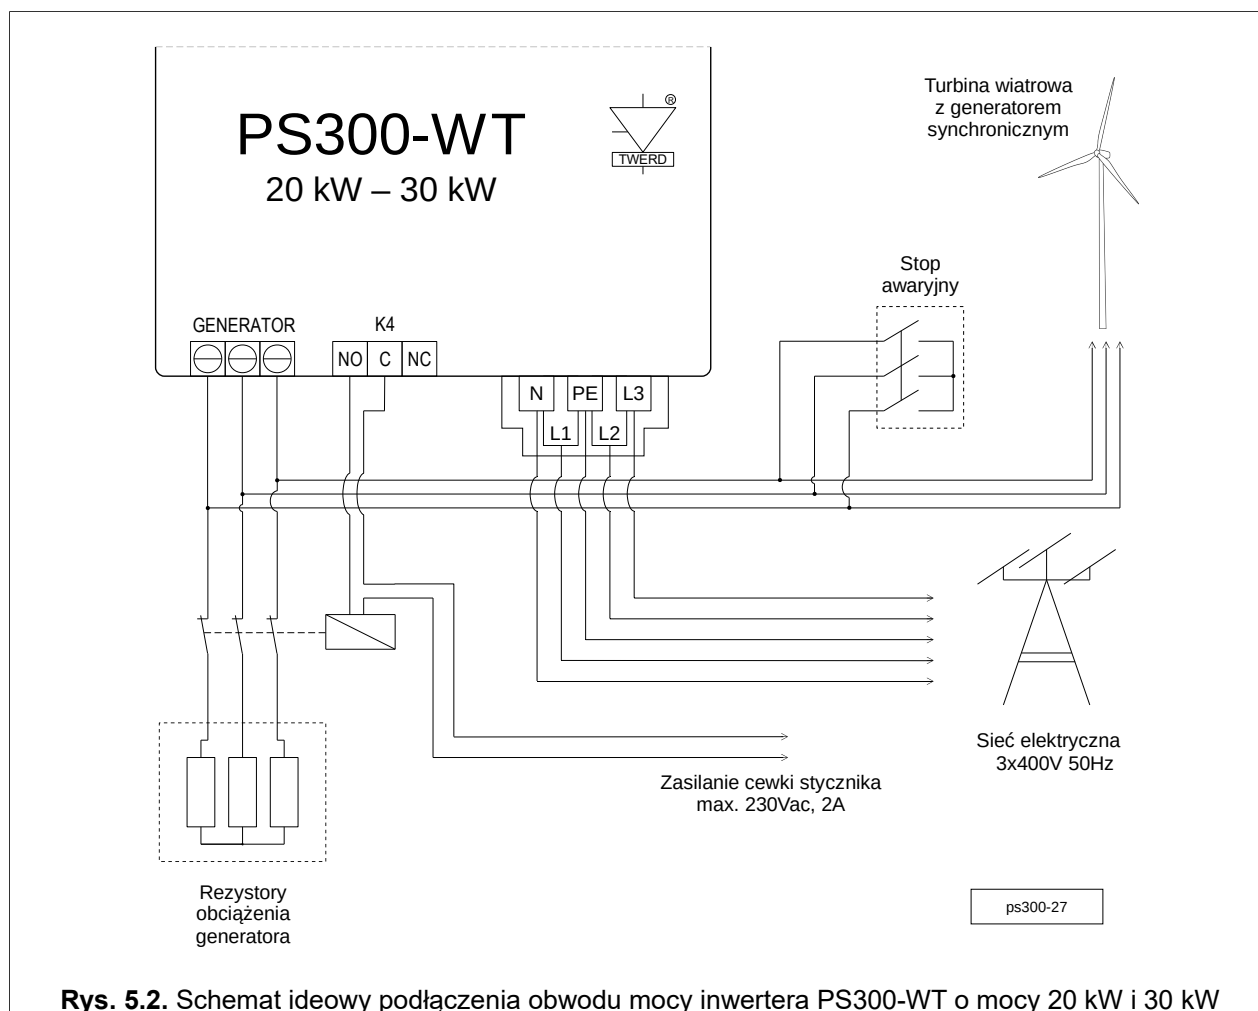 PS300-WT
20 kW – 30 kW
®
TWERD
Turbina wiatrowa
z generatorem
synchronicznym
Stop
awaryjny
GENERATOR
K4
NO C NC
N PE L3
L1 L2
Sieć elektryczna
3x400V 50Hz
Zasilanie cewki stycznika
max. 230Vac, 2A
Rezystory
obciążenia
generatora
ps300-27
Rys. 5.2. Schemat ideowy podłączenia obwodu mocy inwertera PS300-WT o mocy 20 kW i 30 kW